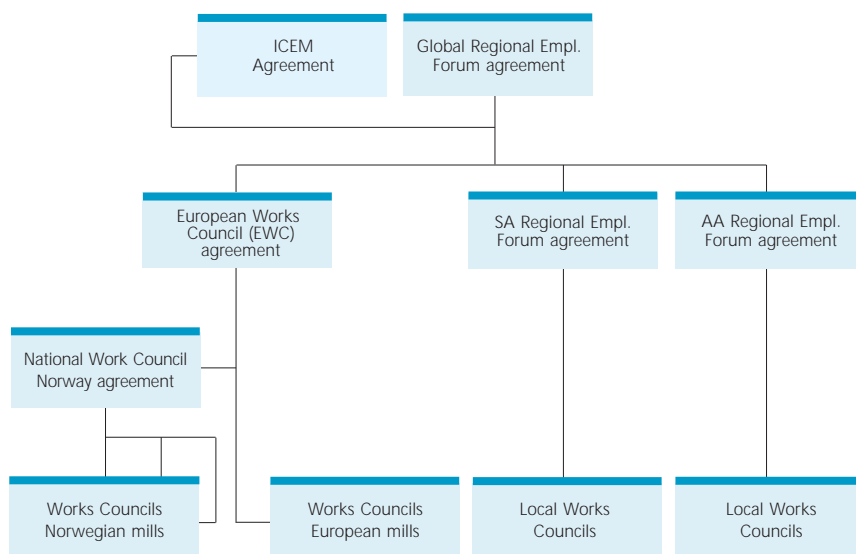 ICEM
Agreement
Global Regional Empl.
Forum agreement
European Works
Council (EWC)
agreement
SA Regional Empl.
Forum agreement
AA Regional Empl.
Forum agreement
National Work Council
Norway agreement
Works Councils
Norwegian mills
Works Councils
European mills
Local Works
Councils
Local Works
Councils